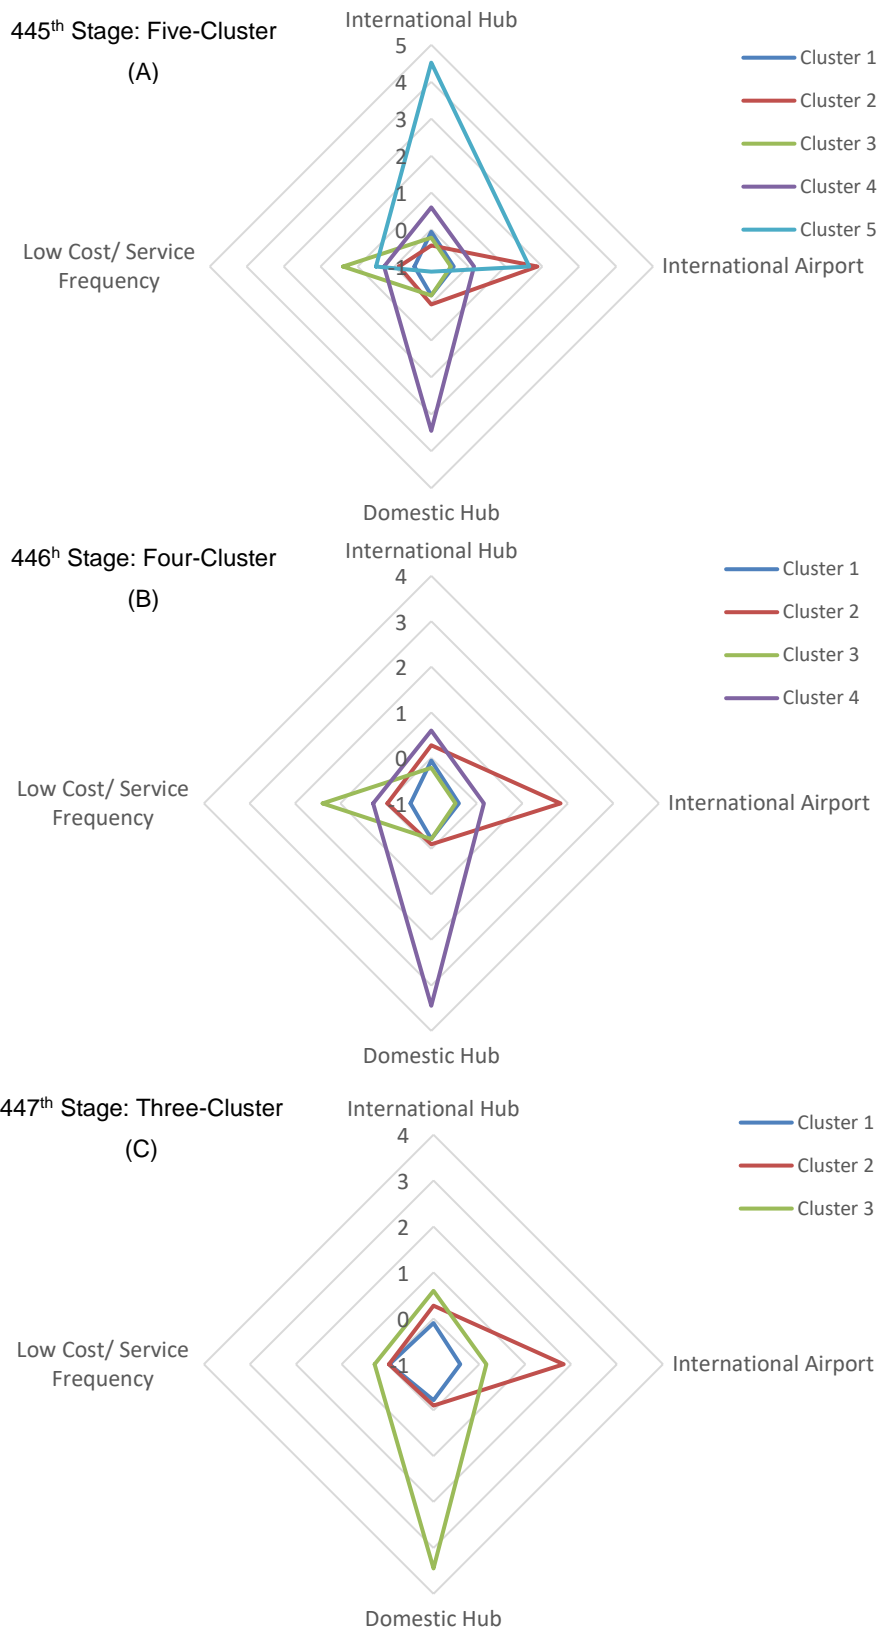 445th Stage: Five-Cluster
(A)
International Hub
5
4
3
2
1
0
-1
Low Cost/ Service
Frequency
International Airport
Domestic Hub
Cluster 1
Cluster 2
Cluster 3
Cluster 4
Cluster 5
446h Stage: Four-Cluster
(B)
International Hub
4
3
2
1
0
-1
Low Cost/ Service
Frequency
International Airport
Domestic Hub
Cluster 1
Cluster 2
Cluster 3
Cluster 4
447th Stage: Three-Cluster
(C)
International Hub
4
3
2
1
0
-1
Low Cost/ Service
Frequency
International Airport
Domestic Hub
Cluster 1
Cluster 2
Cluster 3